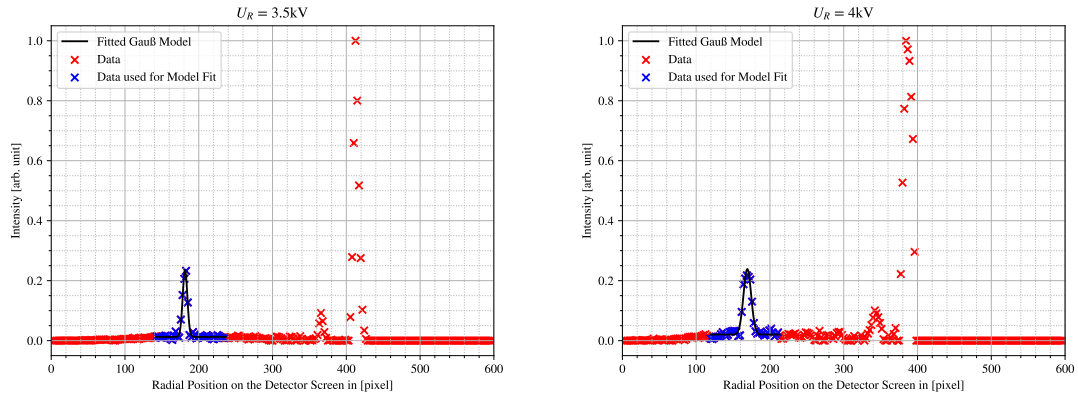 U_R = 3.5kV
Fitted Gauß Model
Data
Data used for Model Fit
Intensity [arb. unit]
1.0
0.8
0.6
0.4
0.2
0.0
0 100 200 300 400 500 600
Radial Position on the Detector Screen in [pixel]
U_R = 4kV
Fitted Gauß Model
Data
Data used for Model Fit
Intensity [arb. unit]
1.0
0.8
0.6
0.4
0.2
0.0
0 100 200 300 400 500 600
Radial Position on the Detector Screen in [pixel]